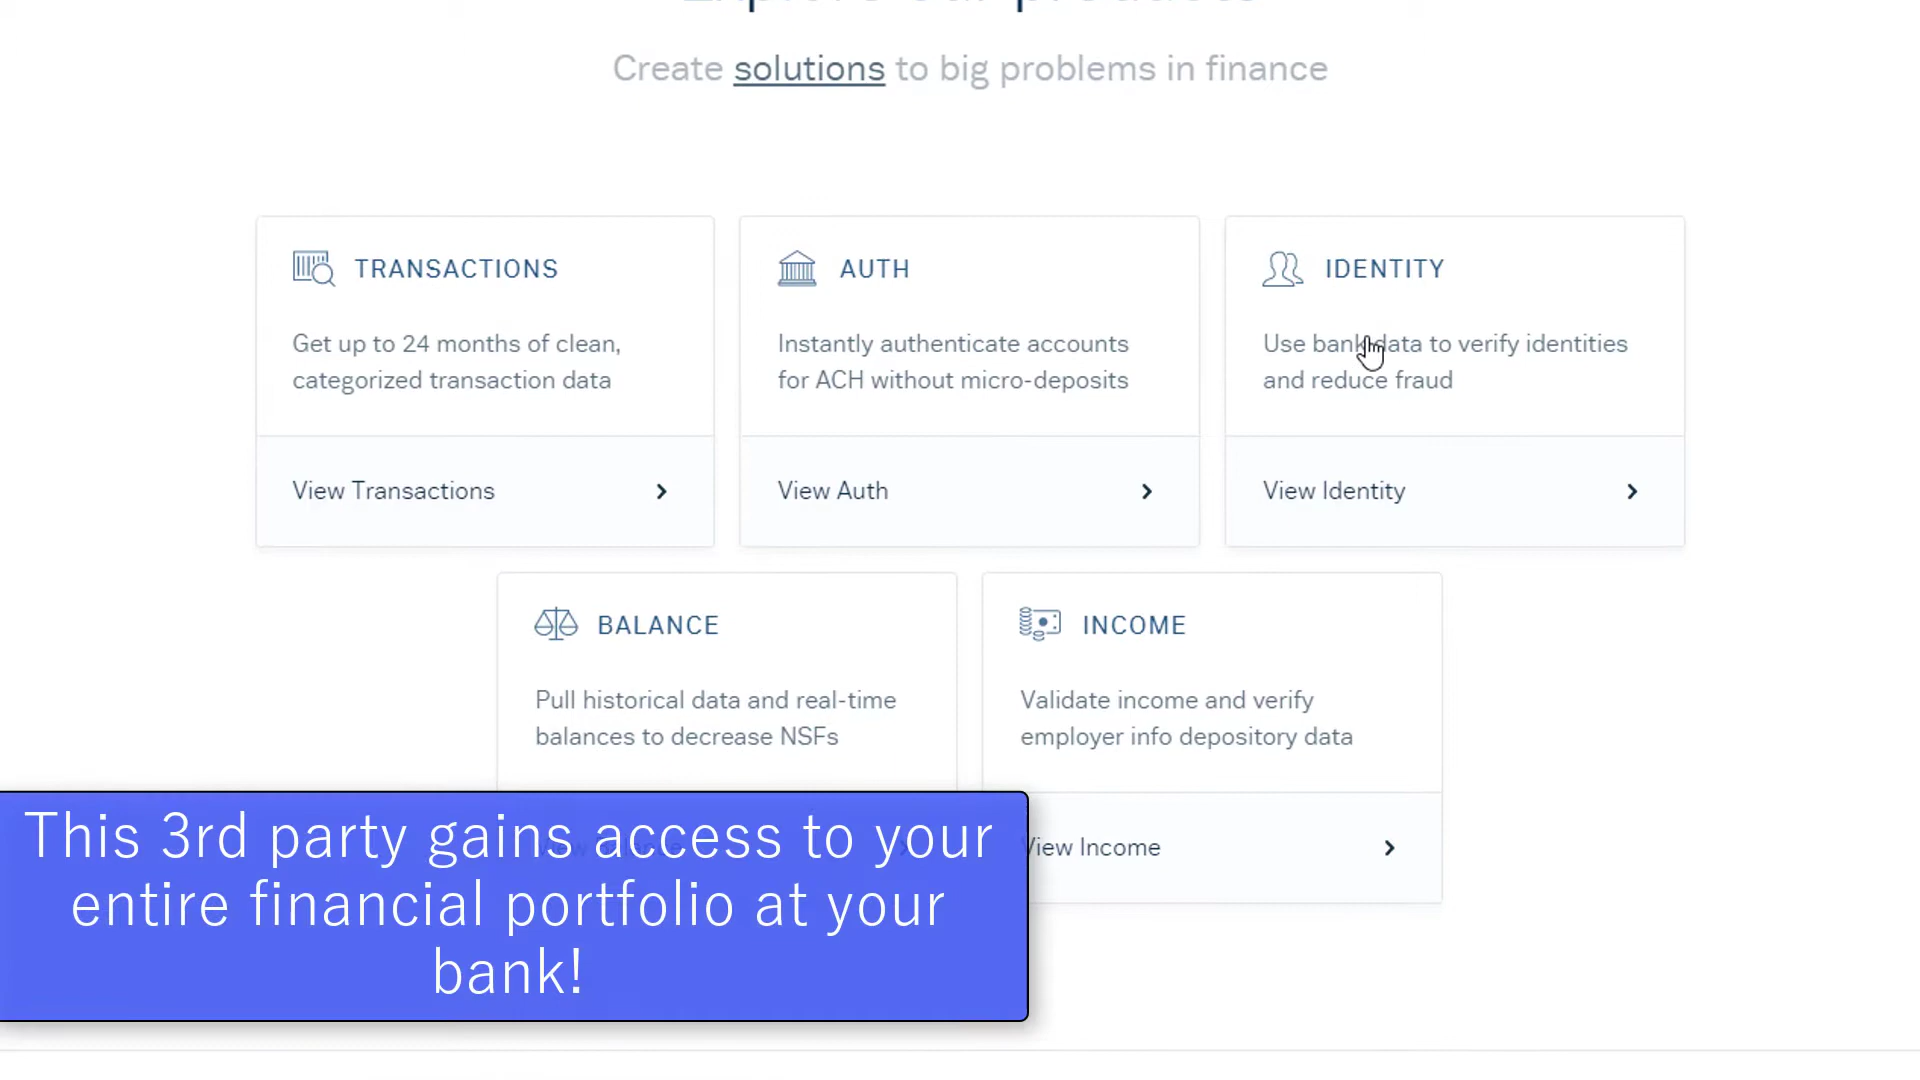 Explore our products
Create solutions to big problems in finance
TRANSACTIONS
Get up to 24 months of clean,
categorized transaction data
View Transactions
AUTH
Instantly authenticate accounts
for ACH without micro-deposits
View Auth
IDENTITY
Use bank data to verify identities
and reduce fraud
View Identity
BALANCE
Pull historical data and real-time
balances to decrease NSFs
INCOME
Validate income and verify
employer info depository data
View Income
This 3rd party gains access to your
entire financial portfolio at your
bank!